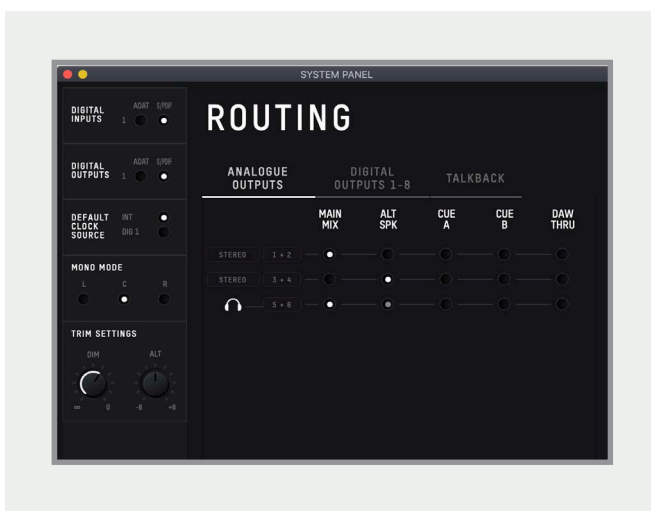 SYSTEM PANEL
DIGITAL INPUTS
ADAT S/PDIF
1
DIGITAL OUTPUTS
ADAT S/PDIF
1
DEFAULT CLOCK SOURCE
INT
DIG 1
MONO MODE
L C R
TRIM SETTINGS
DIM ALT
∞ 0 -6 +6
ROUTING
ANALOGUE OUTPUTS
DIGITAL OUTPUTS 1-8
TALKBACK
MAIN MIX
ALT SPK
CUE A
CUE B
DAW THRU
STEREO 1 + 2
STEREO 3 + 4
5 + 6